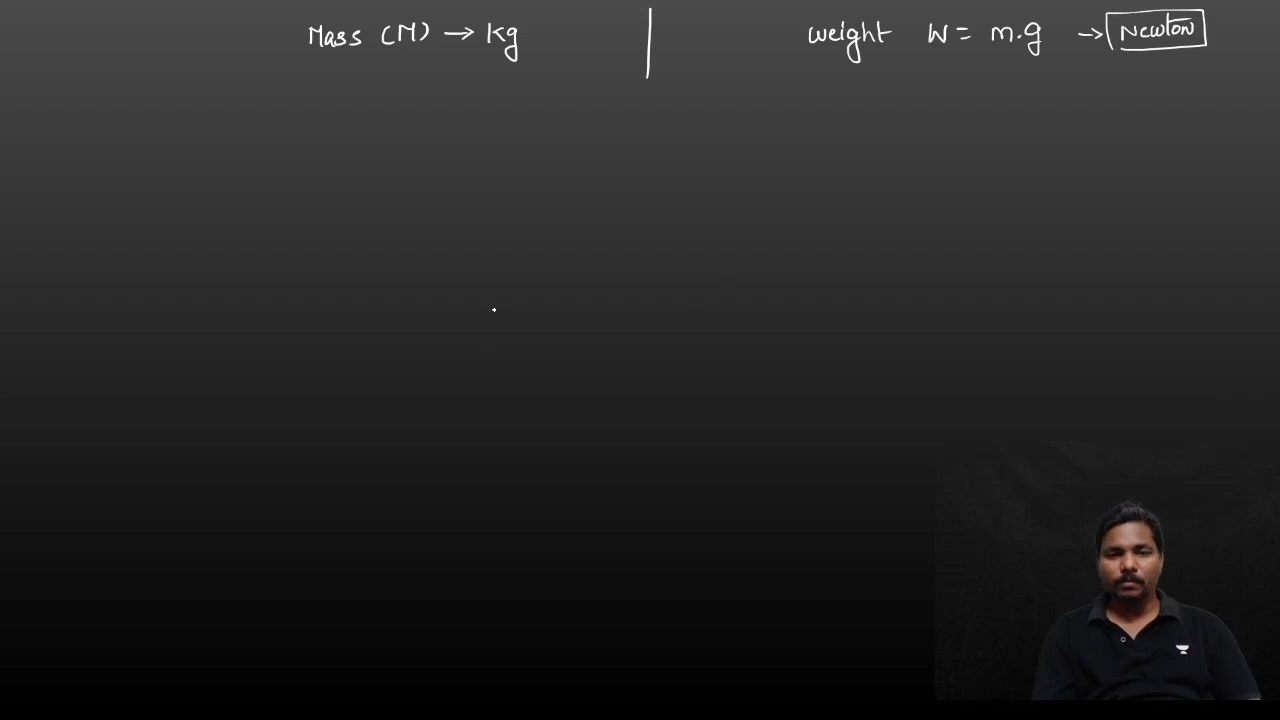 Mass (M) → Kg
weight W = m.g → Newton